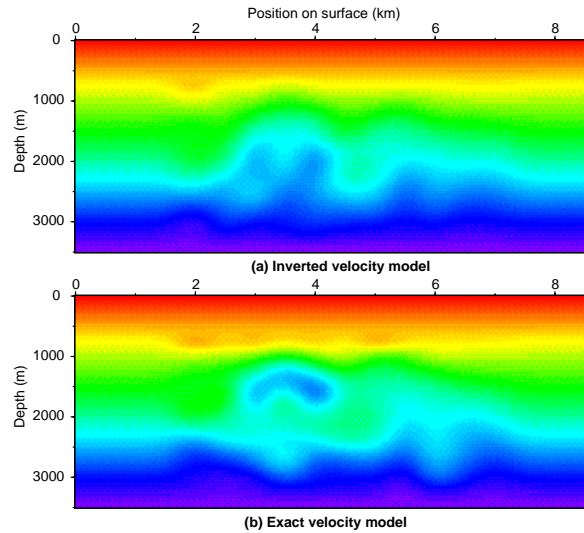 Position on surface (km)
0 2 4 6 8
0
1000
2000
3000
Depth (m)
(a) Inverted velocity model
0 2 4 6 8
0
1000
2000
3000
Depth (m)
(b) Exact velocity model